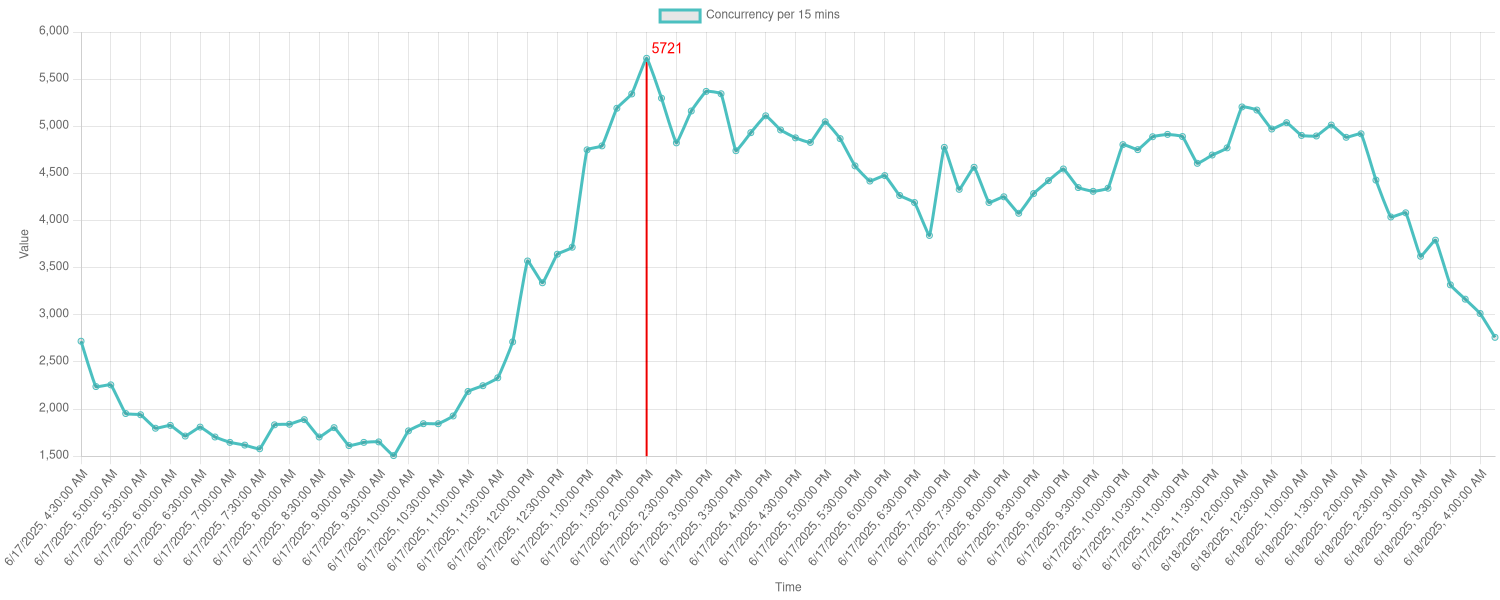 Concurrency per 15 mins
5721
6,000
5,500
5,000
4,500
4,000
3,500
3,000
2,500
2,000
1,500
Value
6/17/2025, 4:30:00 AM
6/17/2025, 5:00:00 AM
6/17/2025, 5:30:00 AM
6/17/2025, 6:00:00 AM
6/17/2025, 6:30:00 AM
6/17/2025, 7:00:00 AM
6/17/2025, 7:30:00 AM
6/17/2025, 8:00:00 AM
6/17/2025, 8:30:00 AM
6/17/2025, 9:00:00 AM
6/17/2025, 9:30:00 AM
6/17/2025, 10:00:00 AM
6/17/2025, 10:30:00 AM
6/17/2025, 11:00:00 AM
6/17/2025, 11:30:00 AM
6/17/2025, 12:00:00 PM
6/17/2025, 12:30:00 PM
6/17/2025, 1:00:00 PM
6/17/2025, 1:30:00 PM
6/17/2025, 2:00:00 PM
6/17/2025, 2:30:00 PM
6/17/2025, 3:00:00 PM
6/17/2025, 3:30:00 PM
6/17/2025, 4:00:00 PM
6/17/2025, 4:30:00 PM
6/17/2025, 5:00:00 PM
6/17/2025, 5:30:00 PM
6/17/2025, 6:00:00 PM
6/17/2025, 6:30:00 PM
6/17/2025, 7:00:00 PM
6/17/2025, 7:30:00 PM
6/17/2025, 8:00:00 PM
6/17/2025, 8:30:00 PM
6/17/2025, 9:00:00 PM
6/17/2025, 9:30:00 PM
6/17/2025, 10:00:00 PM
6/17/2025, 10:30:00 PM
6/17/2025, 11:00:00 PM
6/17/2025, 11:30:00 PM
6/18/2025, 12:00:00 AM
6/18/2025, 12:30:00 AM
6/18/2025, 1:00:00 AM
6/18/2025, 1:30:00 AM
6/18/2025, 2:00:00 AM
6/18/2025, 2:30:00 AM
6/18/2025, 3:00:00 AM
6/18/2025, 3:30:00 AM
6/18/2025, 4:00:00 AM
Time